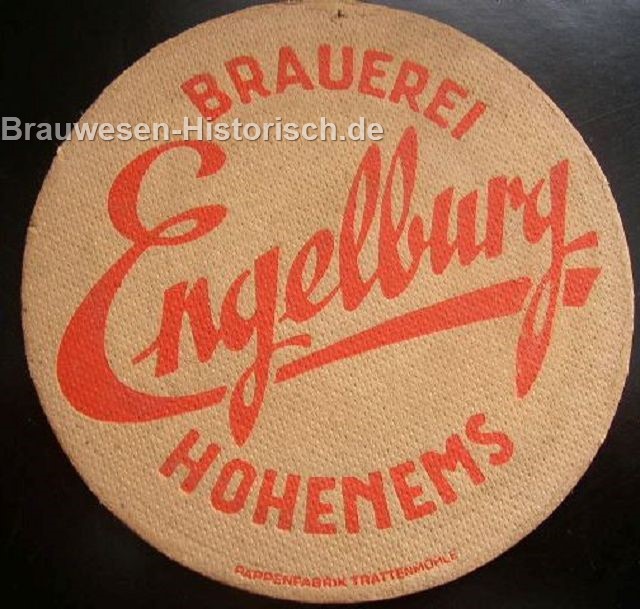 BRAUEREI
Brauwesen-Historisch.de
Engelburg
HOHENEMS
PAPPENFABRIK TRATTENMÜHLE